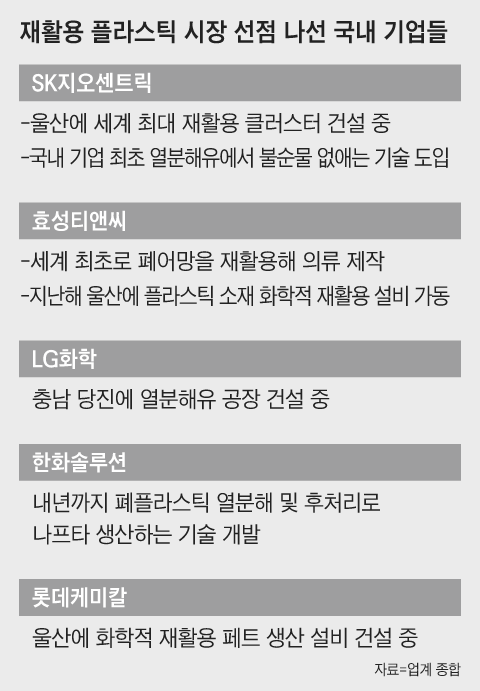 재활용 플라스틱 시장 선점 나선 국내 기업들
SK지오센트릭
-울산에 세계 최대 재활용 클러스터 건설 중
-국내 기업 최초 열분해유에서 불순물 없애는 기술 도입
효성티앤씨
-세계 최초로 폐어망을 재활용해 의류 제작
-지난해 울산에 플라스틱 소재 화학적 재활용 설비 가동
LG화학
충남 당진에 열분해유 공장 건설 중
한화솔루션
내년까지 폐플라스틱 열분해 및 후처리로
나프타 생산하는 기술 개발
롯데케미칼
울산에 화학적 재활용 페트 생산 설비 건설 중
자료=업계 종합